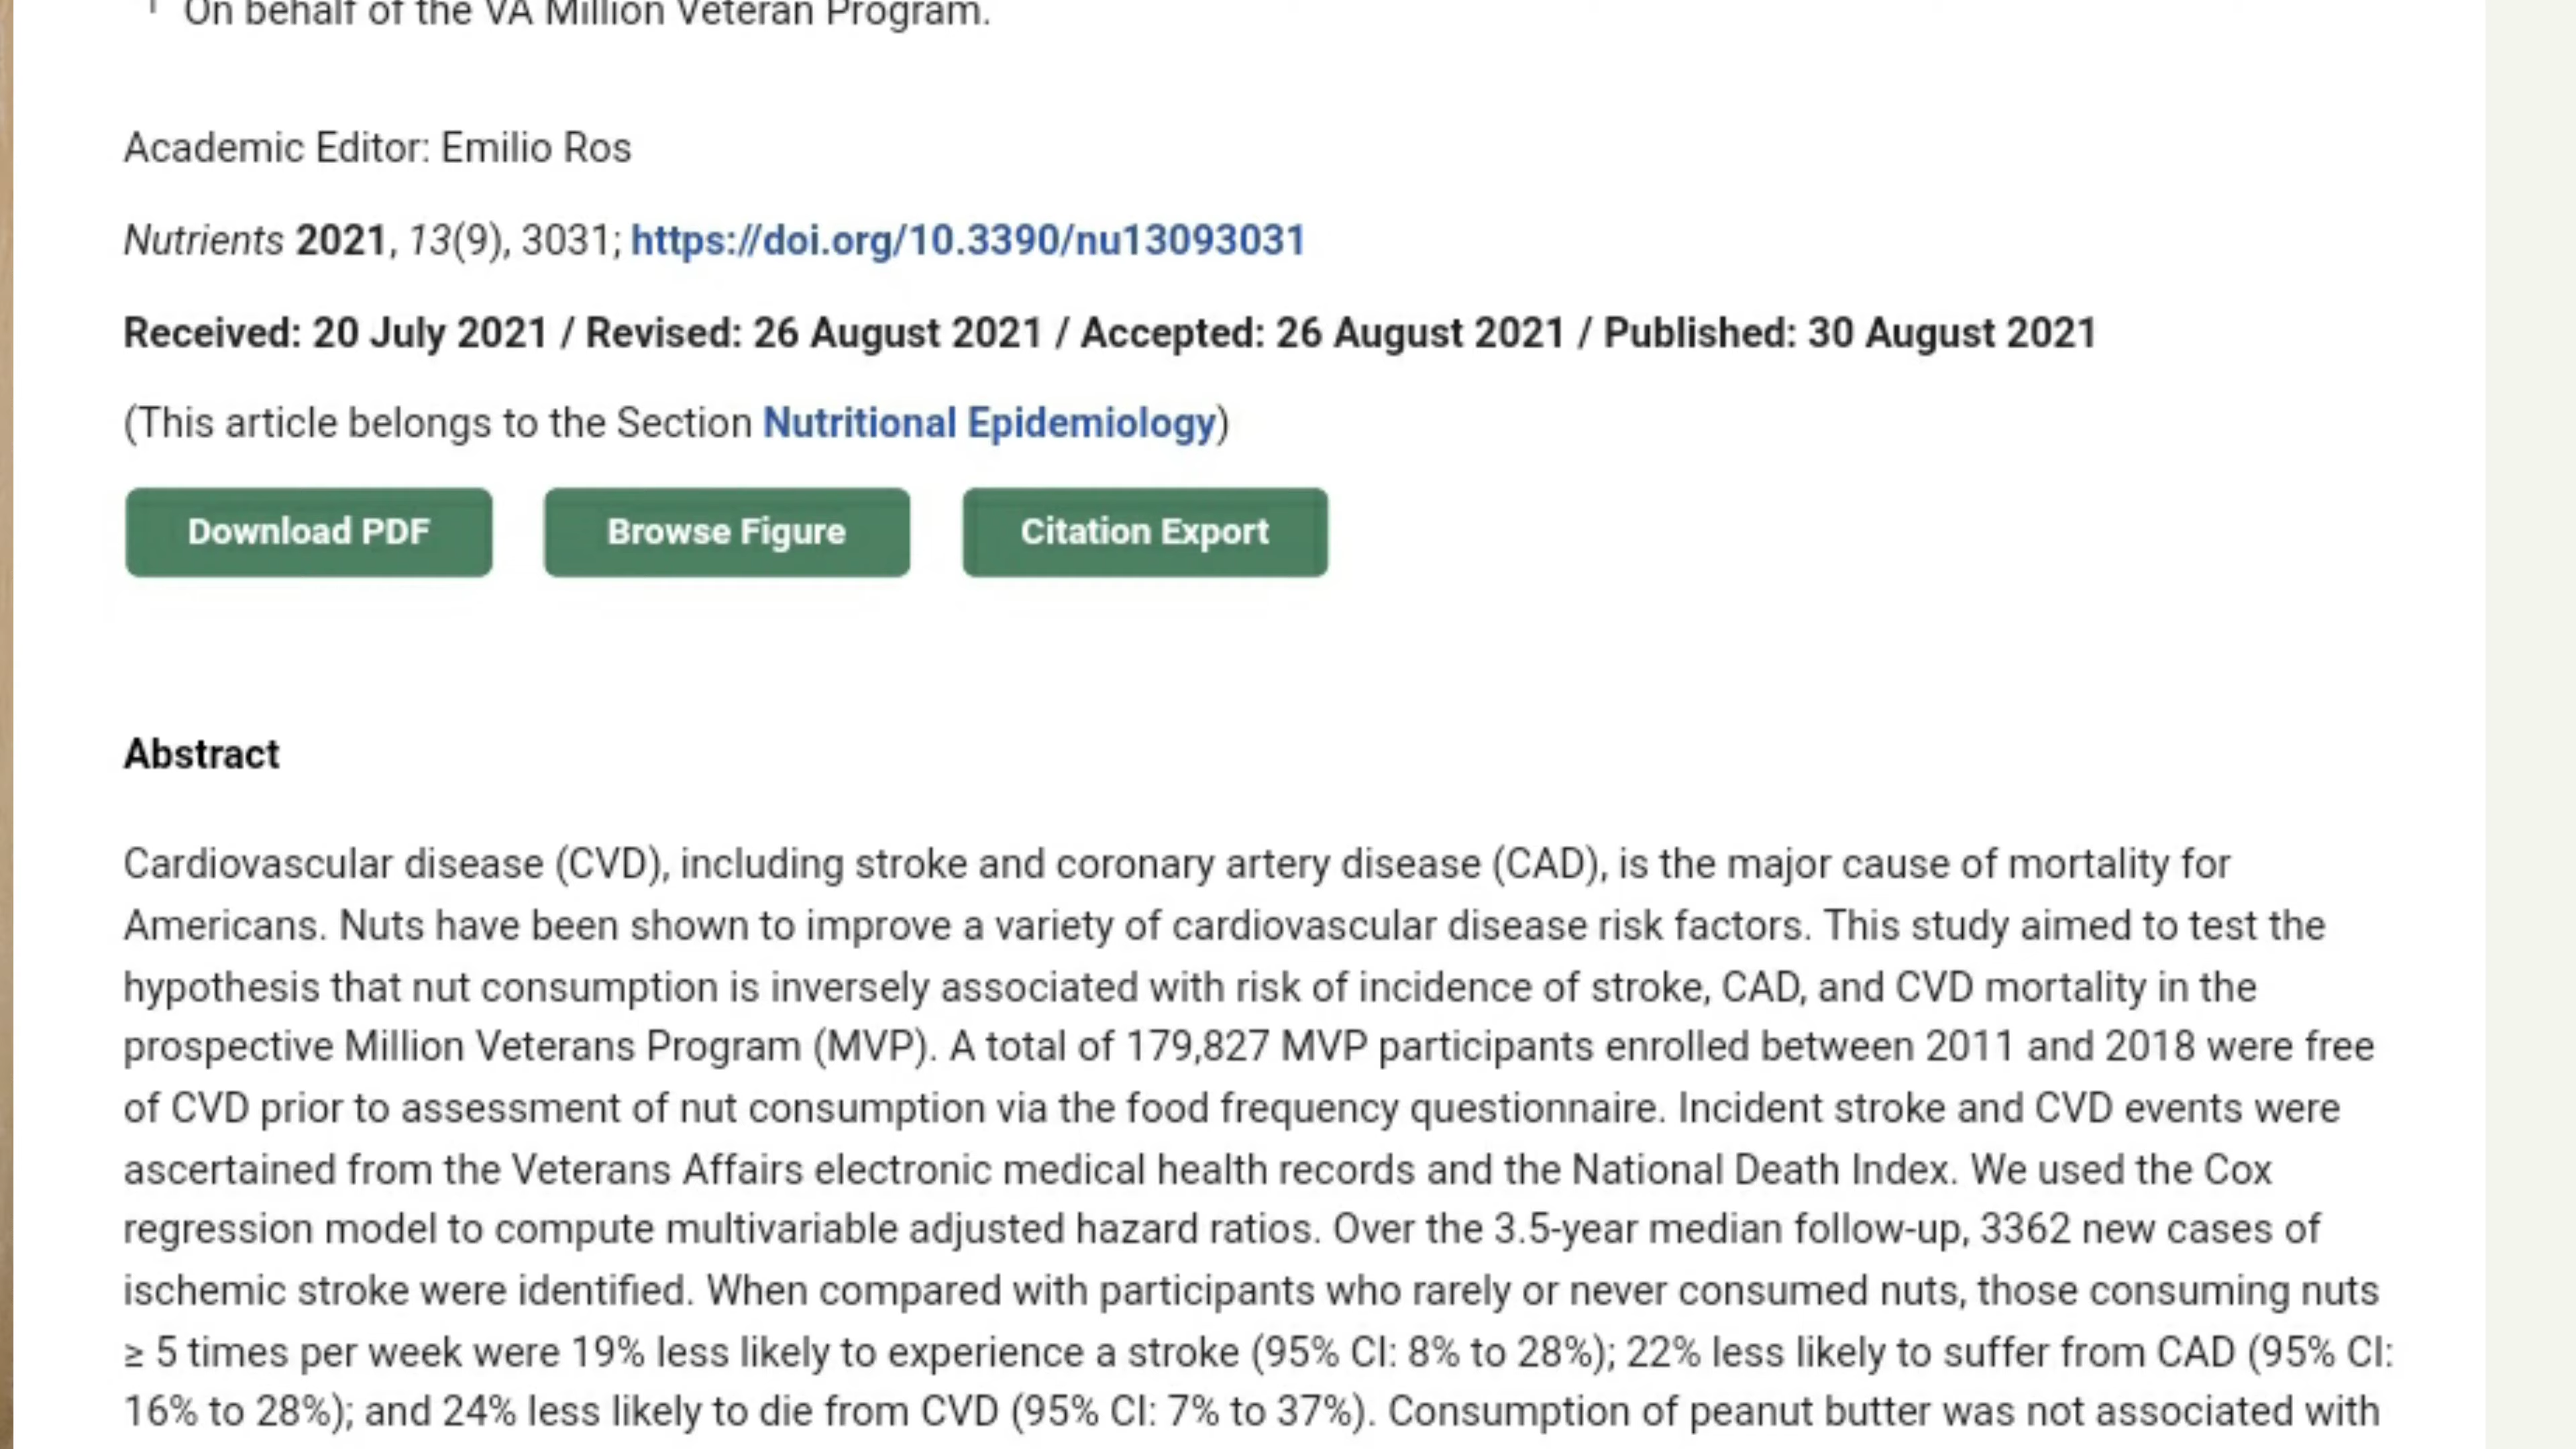 On behalf of the VA Million Veteran Program.
Academic Editor: Emilio Ros
Nutrients 2021, 13(9), 3031; https://doi.org/10.3390/nu13093031
Received: 20 July 2021 / Revised: 26 August 2021 / Accepted: 26 August 2021 / Published: 30 August 2021
(This article belongs to the Section Nutritional Epidemiology)
Download PDF Browse Figure Citation Export
Abstract
Cardiovascular disease (CVD), including stroke and coronary artery disease (CAD), is the major cause of mortality for
Americans. Nuts have been shown to improve a variety of cardiovascular disease risk factors. This study aimed to test the
hypothesis that nut consumption is inversely associated with risk of incidence of stroke, CAD, and CVD mortality in the
prospective Million Veterans Program (MVP). A total of 179,827 MVP participants enrolled between 2011 and 2018 were free
of CVD prior to assessment of nut consumption via the food frequency questionnaire. Incident stroke and CVD events were
ascertained from the Veterans Affairs electronic medical health records and the National Death Index. We used the Cox
regression model to compute multivariable adjusted hazard ratios. Over the 3.5-year median follow-up, 3362 new cases of
ischemic stroke were identified. When compared with participants who rarely or never consumed nuts, those consuming nuts
≥ 5 times per week were 19% less likely to experience a stroke (95% CI: 8% to 28%); 22% less likely to suffer from CAD (95% CI:
16% to 28%); and 24% less likely to die from CVD (95% CI: 7% to 37%). Consumption of peanut butter was not associated with